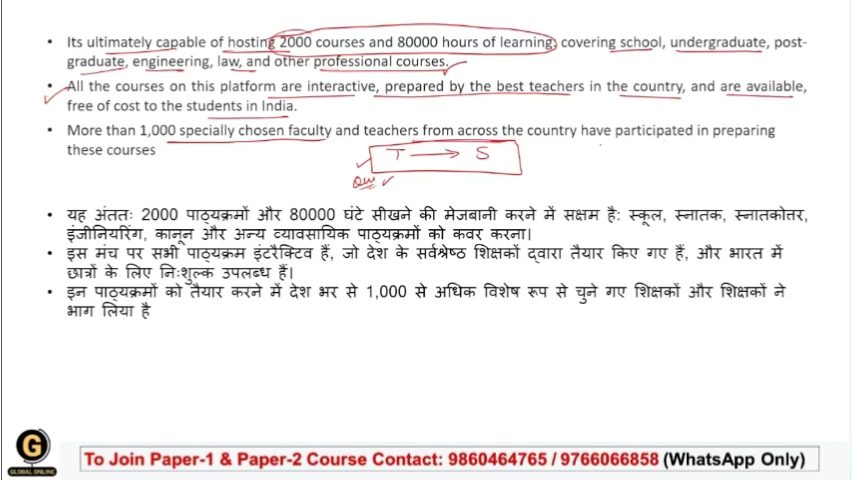 • Its ultimately capable of hosting 2000 courses and 80000 hours of learning, covering school, undergraduate, post-
graduate, engineering, law, and other professional courses.
• All the courses on this platform are interactive, prepared by the best teachers in the country, and are available,
free of cost to the students in India.
• More than 1,000 specially chosen faculty and teachers from across the country have participated in preparing
these courses
T → S
• यह अंततः 2000 पाठ्यक्रमों और 80000 घंटे सीखने की मेजबानी करने में सक्षम है: स्कूल, स्नातक, स्नातकोत्तर,
इंजीनियरिंग, कानून और अन्य व्यावसायिक पाठ्यक्रमों को कवर करना।
• इस मंच पर सभी पाठ्यक्रम इंटरैक्टिव हैं, जो देश के सर्वश्रेष्ठ शिक्षकों द्वारा तैयार किए गए हैं, और भारत में
छात्रों के लिए निःशुल्क उपलब्ध हैं।
• इन पाठ्यक्रमों को तैयार करने में देश भर से 1,000 से अधिक विशेष रूप से चुने गए शिक्षकों और शिक्षकों ने
भाग लिया है
G
GLOBAL ONLINE
To Join Paper-1 & Paper-2 Course Contact: 9860464765 / 9766066858 (WhatsApp Only)